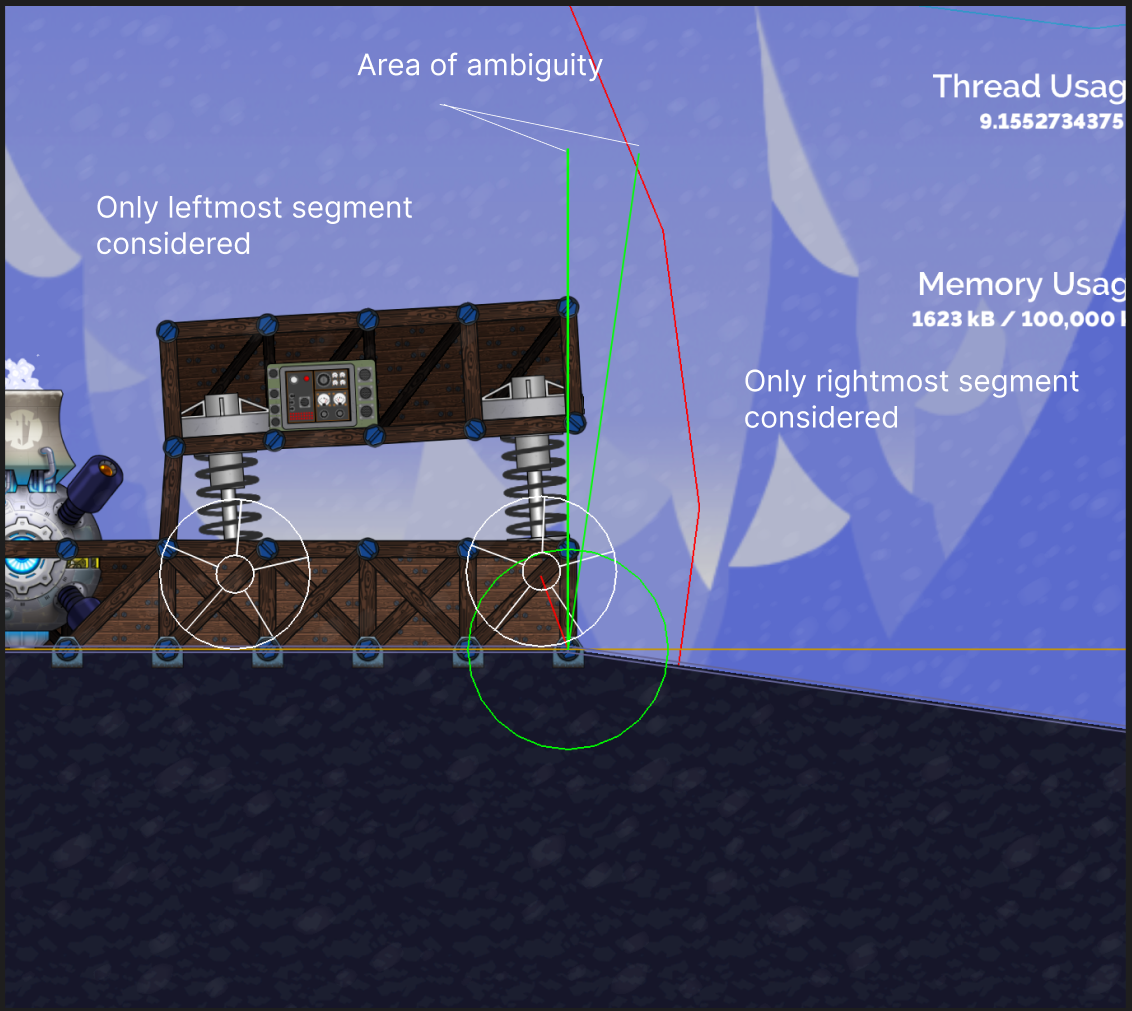 Area of ambiguity
Thread Usag
9.1552734375
Only leftmost segment
considered
Memory Usag
1623 kB / 100,000
Only rightmost segment
considered